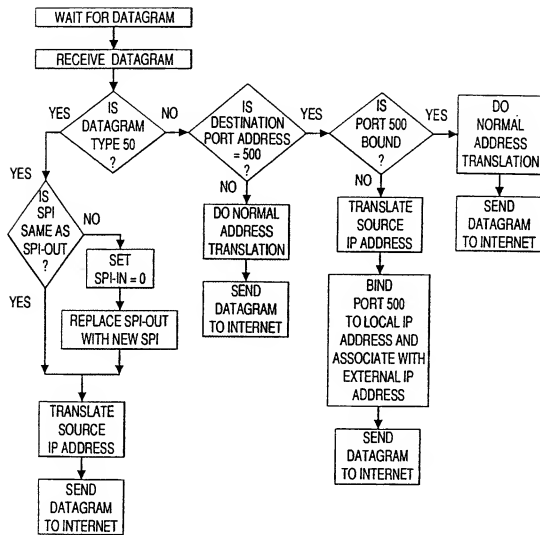 WAIT FOR DATAGRAM
RECEIVE DATAGRAM
IS
DATAGRAM
TYPE 50
?
YES
NO
IS
DESTINATION
PORT ADDRESS
= 500
?
YES
NO
IS
PORT 500
BOUND
?
YES
NO
DO
NORMAL
ADDRESS
TRANSLATION
SEND
DATAGRAM
TO INTERNET
YES
IS
SPI
SAME AS
SPI-OUT
?
NO
YES
SET
SPI-IN = 0
REPLACE SPI-OUT
WITH NEW SPI
TRANSLATE
SOURCE
IP ADDRESS
SEND
DATAGRAM
TO INTERNET
DO NORMAL
ADDRESS
TRANSLATION
SEND
DATAGRAM
TO INTERNET
TRANSLATE
SOURCE
IP ADDRESS
BIND
PORT 500
TO LOCAL IP
ADDRESS AND
ASSOCIATE WITH
EXTERNAL IP
ADDRESS
SEND
DATAGRAM
TO INTERNET